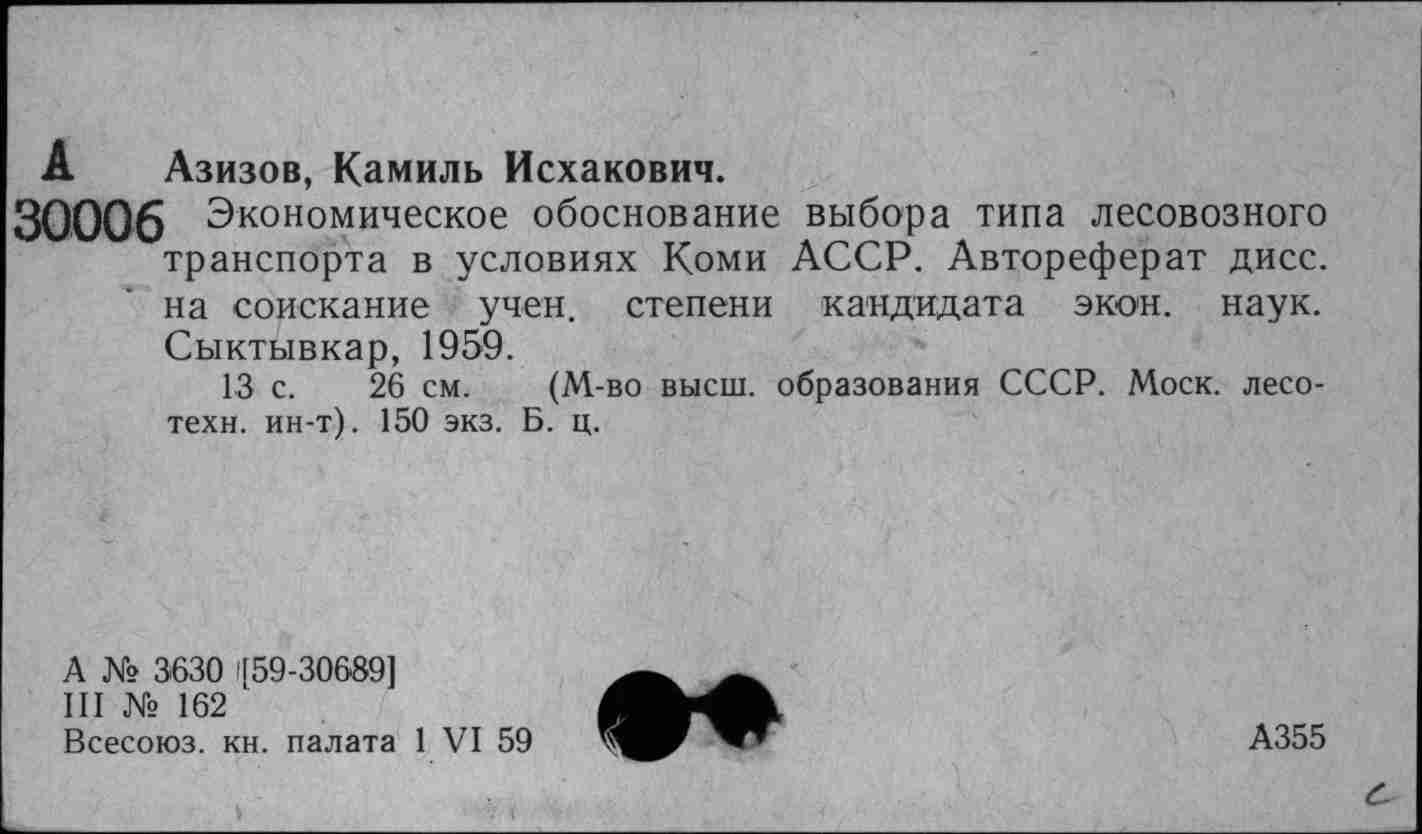 А Азизов, Камиль Исхакович.
30006 Экономическое обоснование выбора типа лесовозного
транспорта в условиях Коми АССР. Автореферат дисс.
на соискание учен. степени кандидата экон. наук.
Сыктывкар, 1959.
13 с. 26 см. (М-во высш. образования СССР. Моск. лесо-
техн. ин-т). 150 экз. Б. ц.
А № 3630 [59-30689]
III № 162
Всесоюз. кн. палата 1 VI 59
А355
с